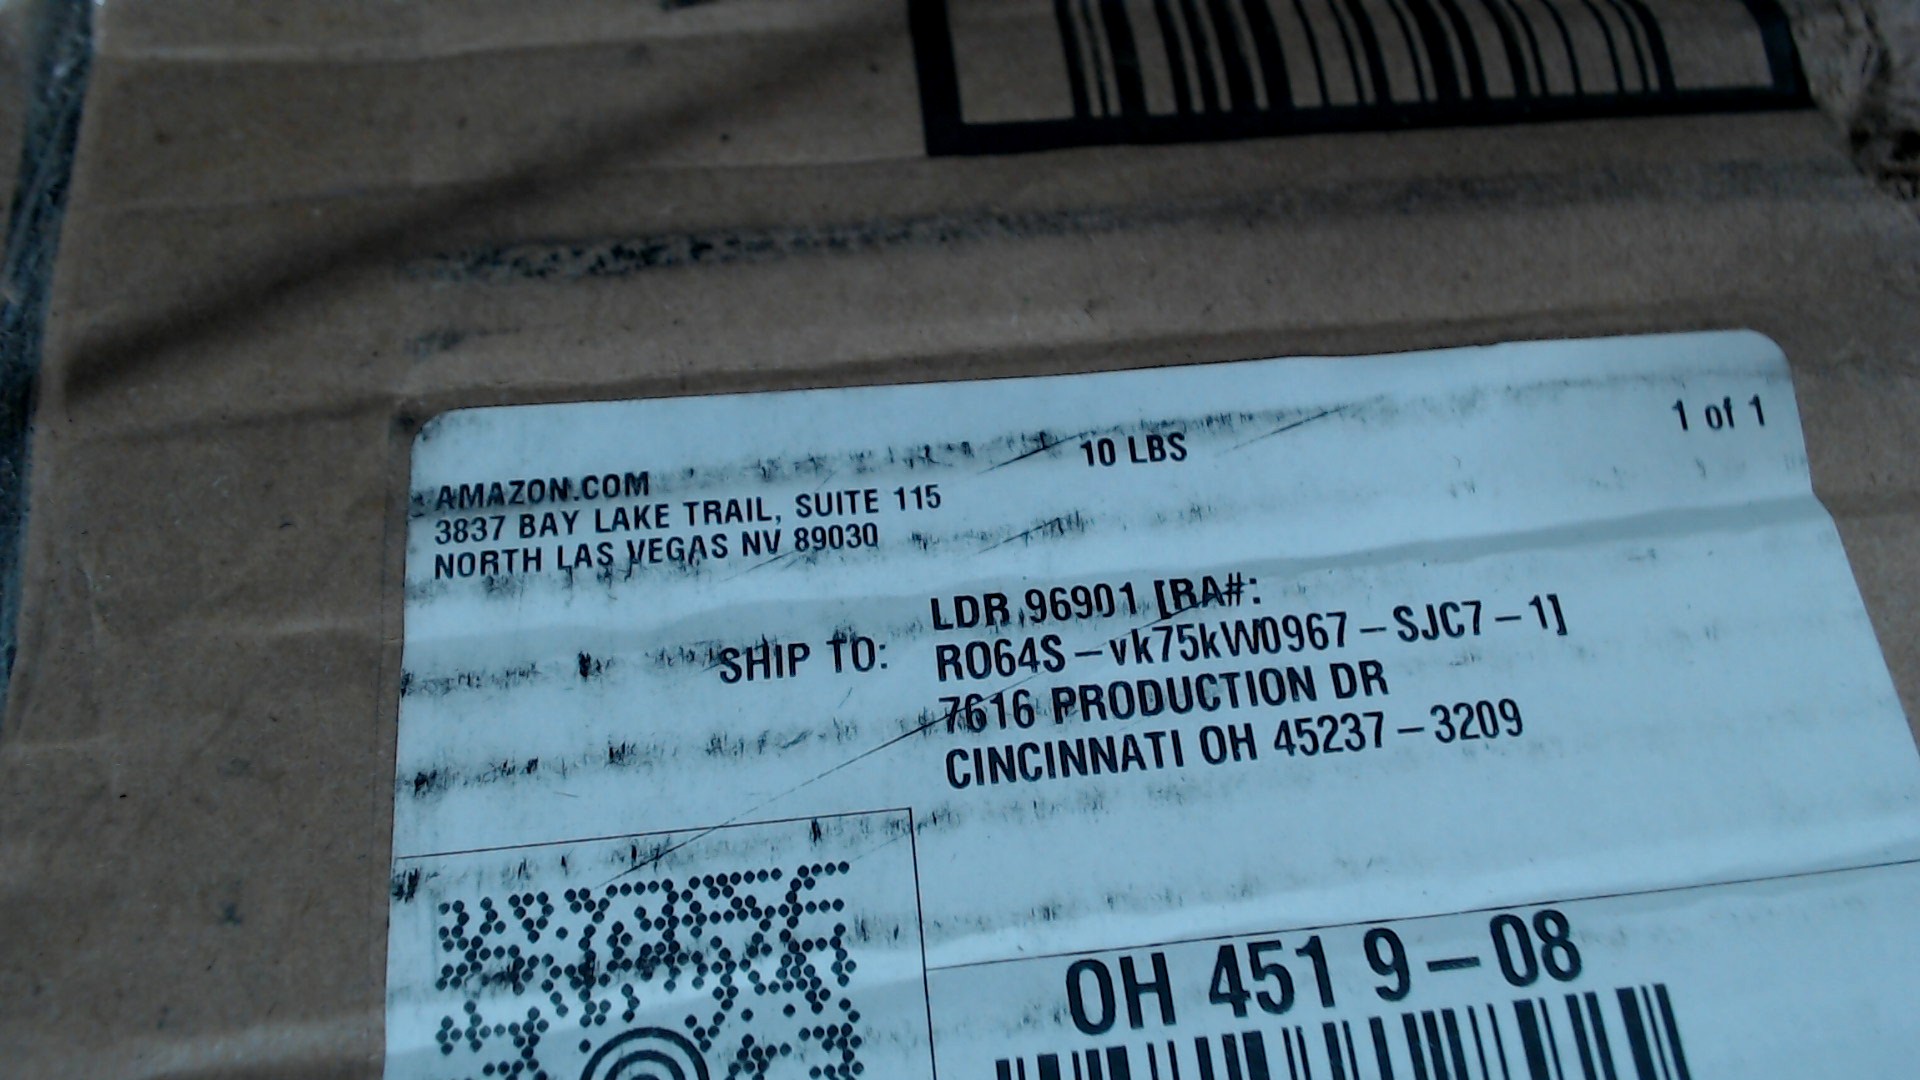 1 of 1
10 LBS
AMAZON.COM
3837 BAY LAKE TRAIL, SUITE 115
NORTH LAS VEGAS NV 89030
LDR 96901 [RA#:
SHIP TO: RO64S-vk75kW0967-SJC7-1]
7616 PRODUCTION DR
CINCINNATI OH 45237-3209
OH 451 9-08